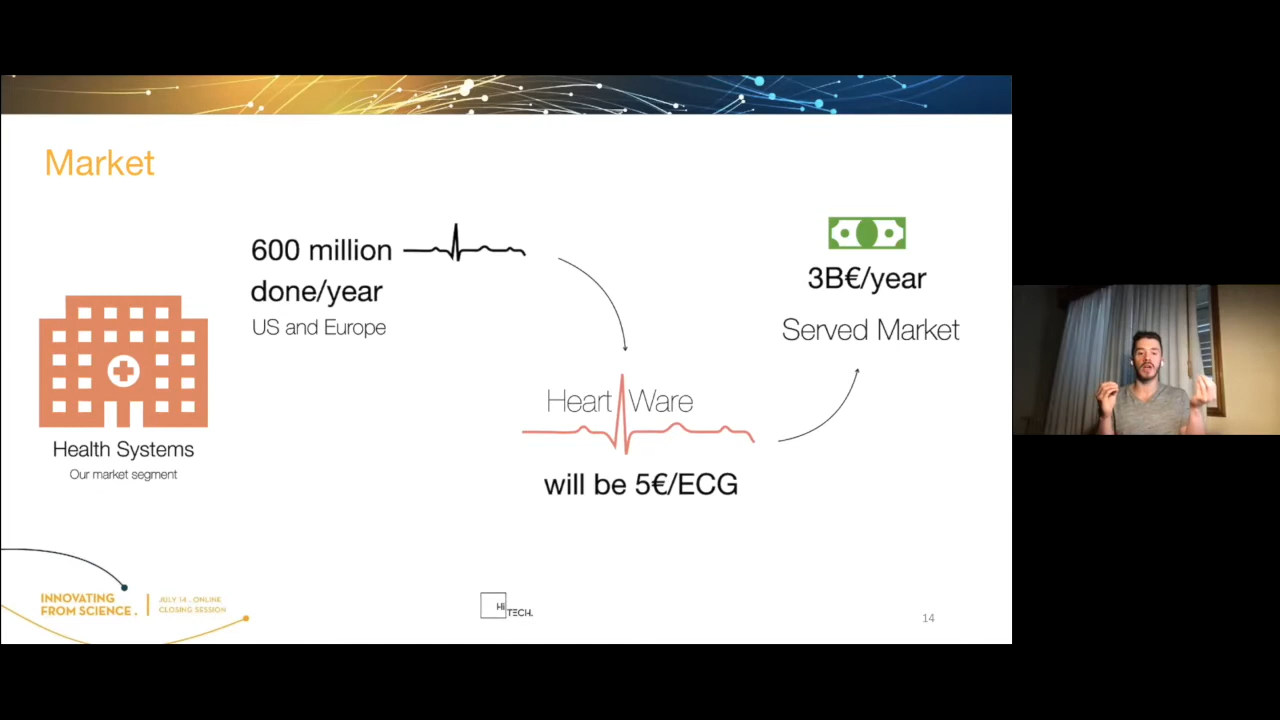 Market
600 million
done/year
US and Europe
3B€/year
Served Market
Heart Ware
will be 5€/ECG
Health Systems
Our market segment
INNOVATING
FROM SCIENCE.
JULY 14 . ONLINE
CLOSING SESSION
Hi
TECH.
14